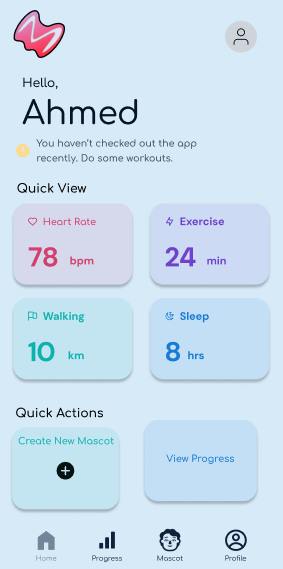 Hello,
Ahmed
You haven't checked out the app
recently. Do some workouts.
Quick View
Heart Rate
78 bpm
Exercise
24 min
Walking
10 km
Sleep
8 hrs
Quick Actions
Create New Mascot
View Progress
Home
Progress
Mascot
Profile